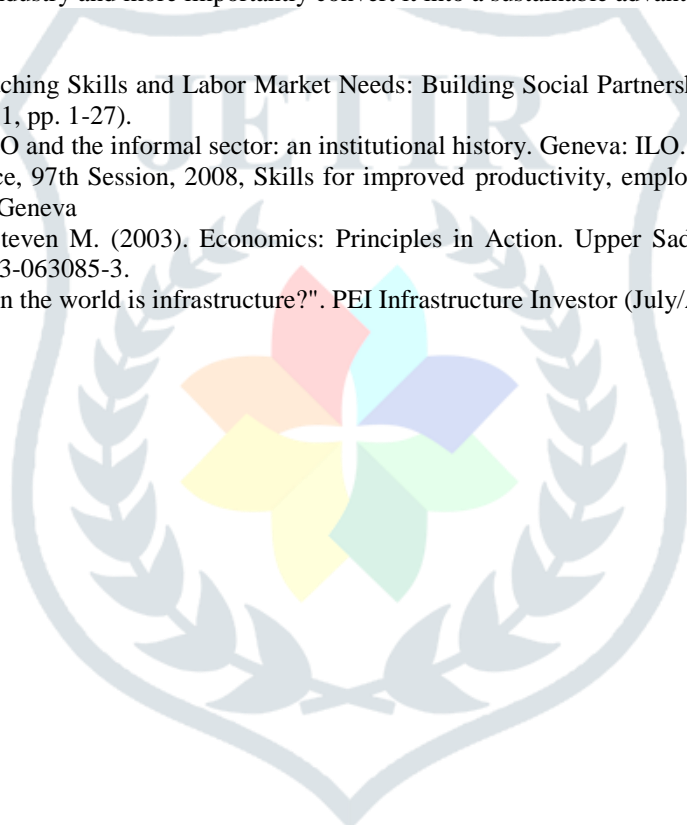 ndustry and more importantly convert it into a sustainable advant
ching Skills and Labor Market Needs: Building Social Partnersh
1, pp. 1-27).
O and the informal sector: an institutional history. Geneva: ILO.
ce, 97th Session, 2008, Skills for improved productivity, emplo
Geneva
teven M. (2003). Economics: Principles in Action. Upper Sad
3-063085-3.
n the world is infrastructure?". PEI Infrastructure Investor (July/
JETIR